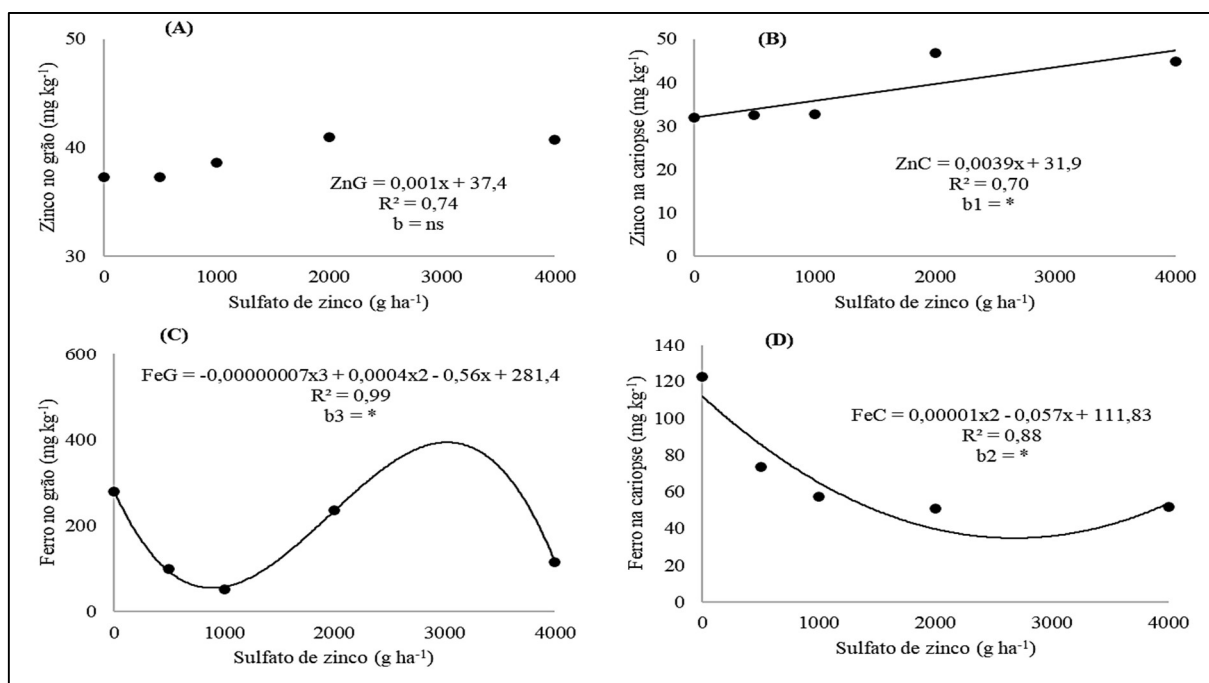 (A)
Zinco no grão (mg kg⁻¹)
50
40
30
ZnG = 0,001x + 37,4
R² = 0,74
b = ns
0 1000 2000 3000 4000
Sulfato de zinco (g ha⁻¹)
(B)
Zinco na cariopse (mg kg⁻¹)
50
40
30
20
10
0
ZnC = 0,0039x + 31,9
R² = 0,70
b1 = *
0 1000 2000 3000 4000
Sulfato de zinco (g ha⁻¹)
(C)
Ferro no grão (mg kg⁻¹)
600
400
200
0
FeG = -0,00000007x3 + 0,0004x2 - 0,56x + 281,4
R² = 0,99
b3 = *
0 1000 2000 3000 4000
Sulfato de zinco (g ha⁻¹)
(D)
Ferro na cariopse (mg kg⁻¹)
140
120
100
80
60
40
20
0
FeC = 0,00001x2 - 0,057x + 111,83
R² = 0,88
b2 = *
0 1000 2000 3000 4000
Sulfato de zinco (g ha⁻¹)